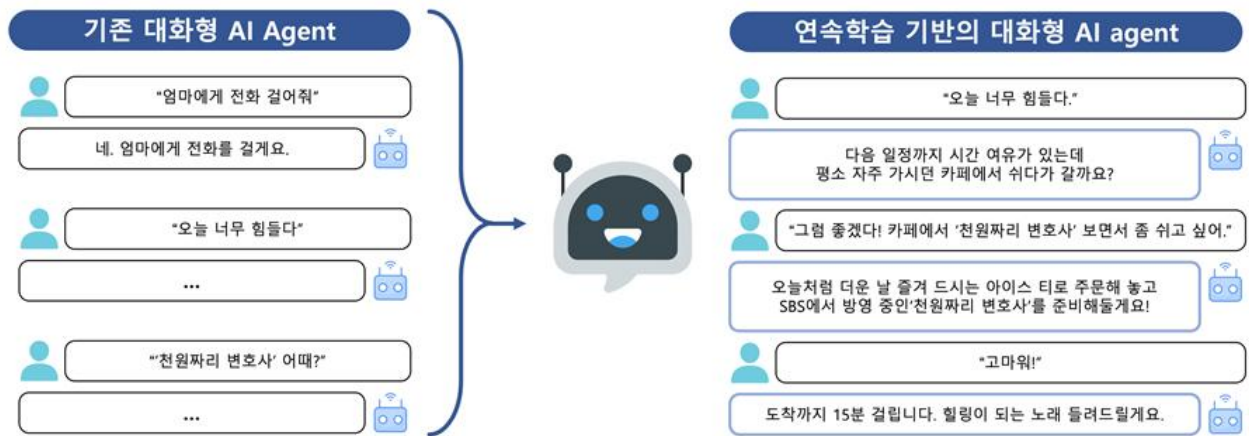 기존 대화형 AI Agent
"엄마에게 전화 걸어줘"
네. 엄마에게 전화를 걸게요.
"오늘 너무 힘들다"
...
"'천원짜리 변호사' 어때?"
...
연속학습 기반의 대화형 AI agent
"오늘 너무 힘들다."
다음 일정까지 시간 여유가 있는데
평소 자주 가시던 카페에서 쉬다가 갈까요?
"그럼 좋겠다! 카페에서 '천원짜리 변호사' 보면서 좀 쉬고 싶어."
오늘처럼 더운 날 즐겨 드시는 아이스 티로 주문해 놓고
SBS에서 방영 중인'천원짜리 변호사'를 준비해둘게요!
"고마워!"
도착까지 15분 걸립니다. 힐링이 되는 노래 들려드릴게요.